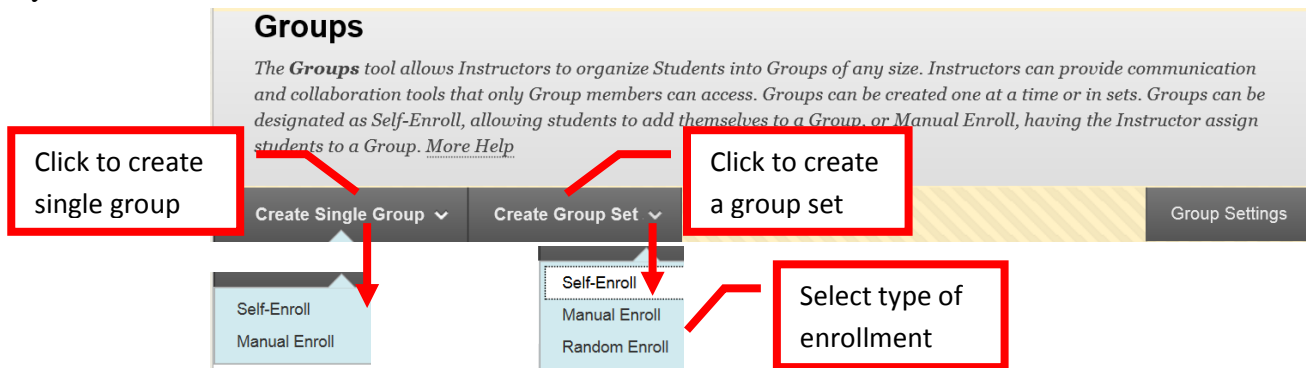 Groups
The Groups tool allows Instructors to organize Students into Groups of any size. Instructors can provide communication
and collaboration tools that only Group members can access. Groups can be created one at a time or in sets. Groups can be
designated as Self-Enroll, allowing students to add themselves to a Group, or Manual Enroll, having the Instructor assign
students to a Group. More Help
Click to create
single group
Click to create
a group set
Create Single Group
Create Group Set
Group Settings
Self-Enroll
Manual Enroll
Self-Enroll
Manual Enroll
Random Enroll
Select type of
enrollment